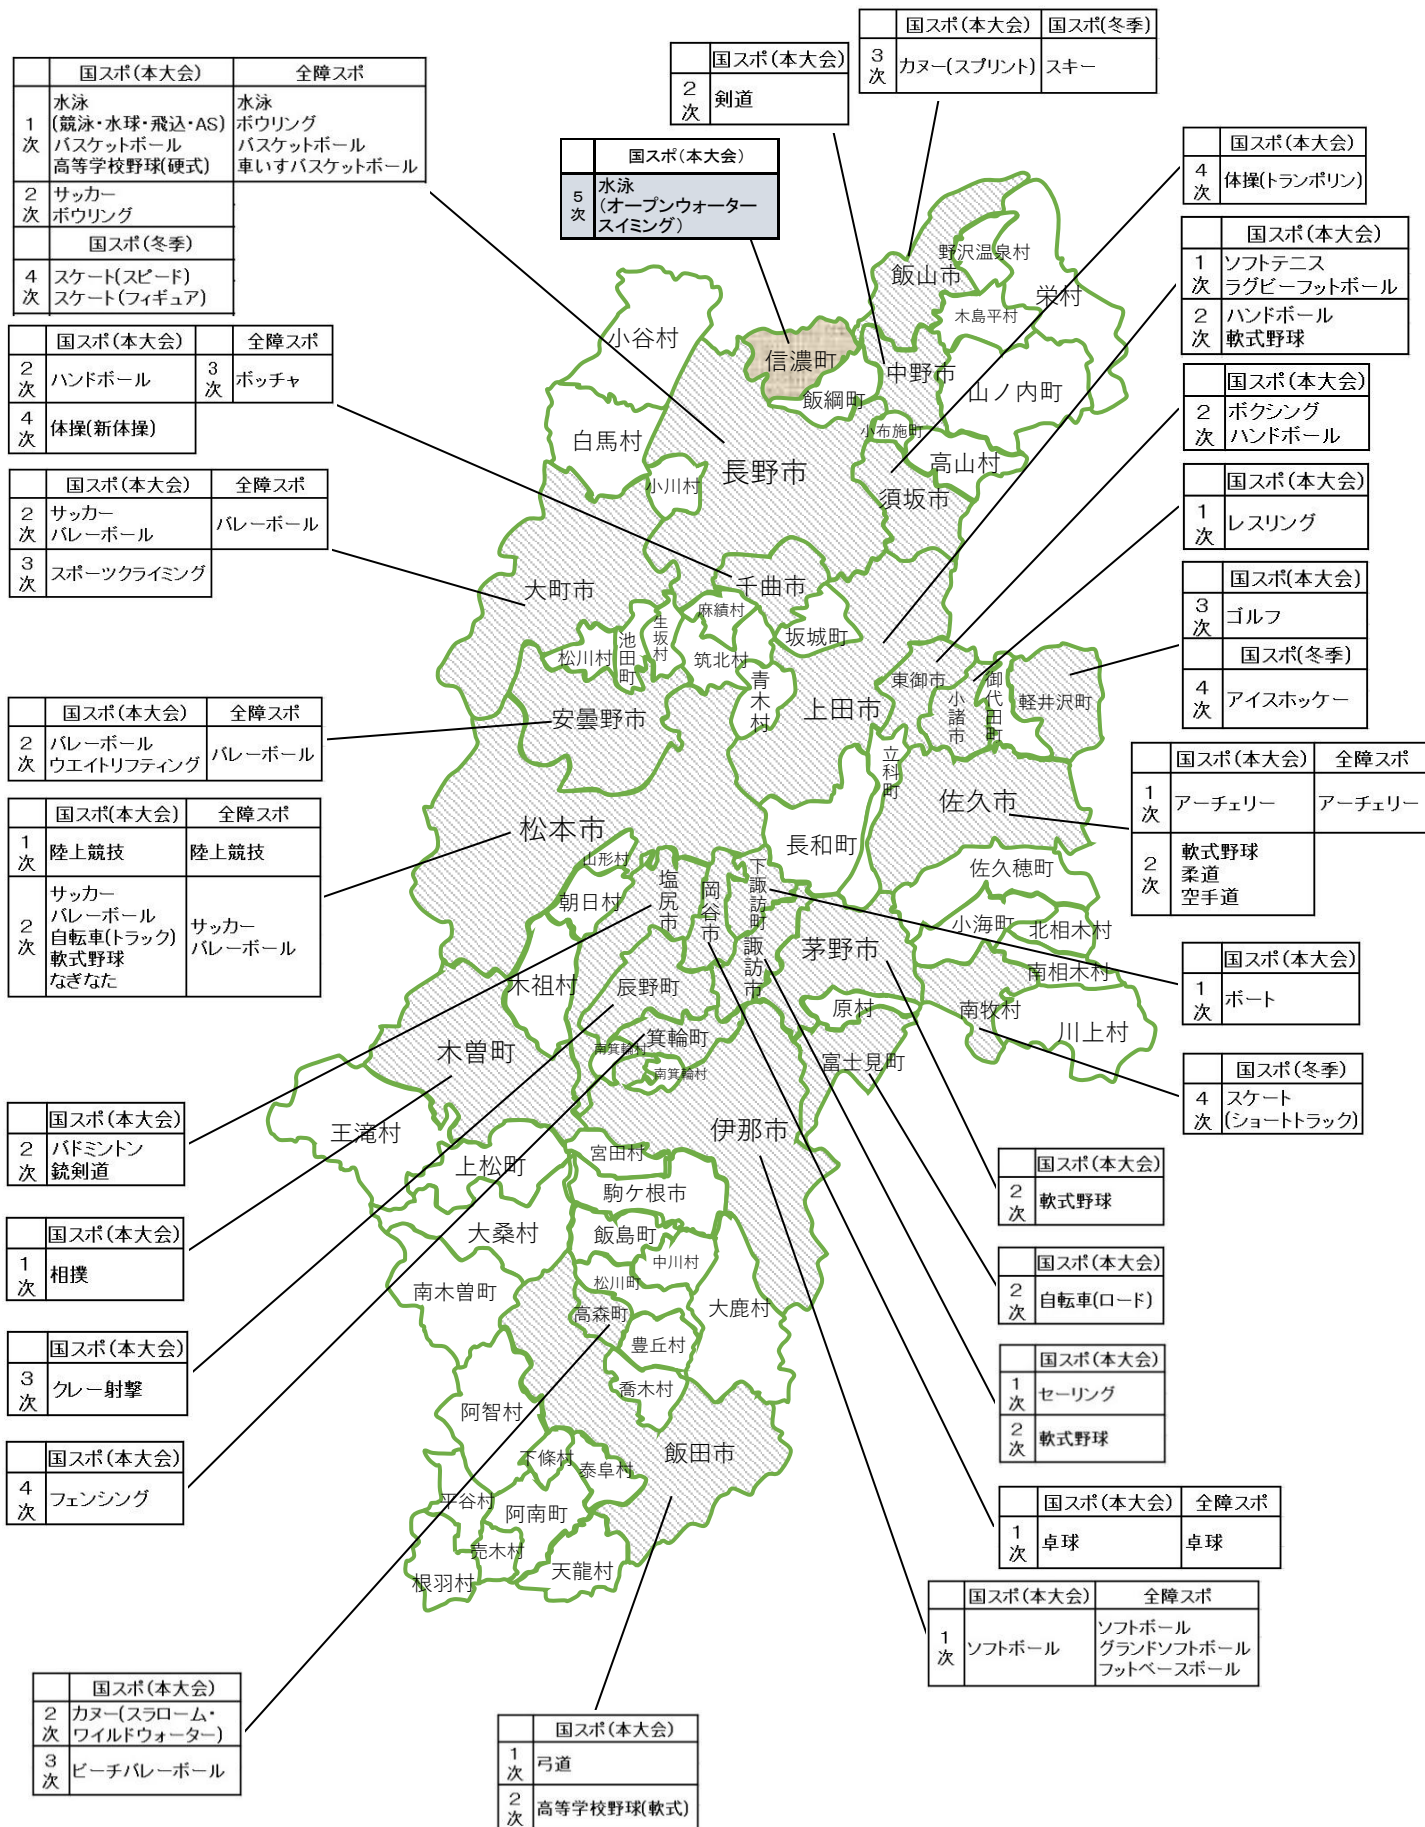 国スポ(本大会) 全障スポ
1次
水泳
(競泳・水球・飛込・AS)
バスケットボール
高等学校野球(硬式)
水泳
ボウリング
バスケットボール
車いすバスケットボール
2次
サッカー
ボウリング
国スポ(冬季)
4次
スケート(スピード)
スケート(フィギュア)
国スポ(本大会) 全障スポ
2次 ハンドボール 3次 ボッチャ
4次 体操(新体操)
国スポ(本大会) 全障スポ
2次
サッカー
バレーボール
バレーボール
3次 スポーツクライミング
国スポ(本大会) 全障スポ
2次
バレーボール
ウエイトリフティング
バレーボール
国スポ(本大会) 全障スポ
1次 陸上競技 陸上競技
2次
サッカー
バレーボール
自転車(トラック)
軟式野球
なぎなた
サッカー
バレーボール
国スポ(本大会)
2次
バドミントン
銃剣道
国スポ(本大会)
1次 相撲
国スポ(本大会)
3次 クレー射撃
国スポ(本大会)
4次 フェンシング
国スポ(本大会)
2次
カヌー(スラローム・
ワイルドウォーター)
3次 ビーチバレーボール
国スポ(本大会)
1次 弓道
2次 高等学校野球(軟式)
国スポ(本大会)
2次 剣道
国スポ(本大会)
5次
水泳
(オープンウォーター
スイミング)
国スポ(本大会) 国スポ(冬季)
3次 カヌー(スプリント) スキー
国スポ(本大会)
4次 体操(トランポリン)
国スポ(本大会)
1次
ソフトテニス
ラグビーフットボール
2次
ハンドボール
軟式野球
国スポ(本大会)
2次
ボクシング
ハンドボール
国スポ(本大会)
1次 レスリング
国スポ(本大会)
3次 ゴルフ
国スポ(冬季)
4次 アイスホッケー
国スポ(本大会) 全障スポ
1次 アーチェリー アーチェリー
2次
軟式野球
柔道
空手道
国スポ(本大会)
1次 ボート
国スポ(冬季)
4次
スケート
(ショートトラック)
国スポ(本大会)
2次 軟式野球
国スポ(本大会)
2次 自転車(ロード)
国スポ(本大会)
1次 セーリング
2次 軟式野球
国スポ(本大会) 全障スポ
1次 卓球 卓球
国スポ(本大会) 全障スポ
1次 ソフトボール
ソフトボール
グランドソフトボール
フットベースボール
野沢温泉村
飯山市
栄村
木島平村
小谷村
信濃町
中野市
山ノ内町
飯綱町
小布施町
白馬村
長野市
高山村
小川村
須坂市
大町市
千曲市
麻績村
坂城町
生坂村
池田町
松川村
筑北村
青木村
東御市
御代田町
軽井沢町
小諸市
安曇野市
上田市
立科町
佐久市
松本市
長和町
山形村
下諏訪町
佐久穂町
朝日村
塩尻市
岡谷市
小海町
北相木村
諏訪市
茅野市
南相木村
木祖村
辰野町
原村
南牧村
川上村
箕輪町
木曽町
南箕輪村
南箕輪村
富士見町
王滝村
伊那市
上松町
宮田村
駒ケ根市
大桑村
飯島町
中川村
松川町
南木曽町
高森町
大鹿村
豊丘村
喬木村
阿智村
飯田市
下條村
泰阜村
平谷村
阿南町
売木村
根羽村
天龍村